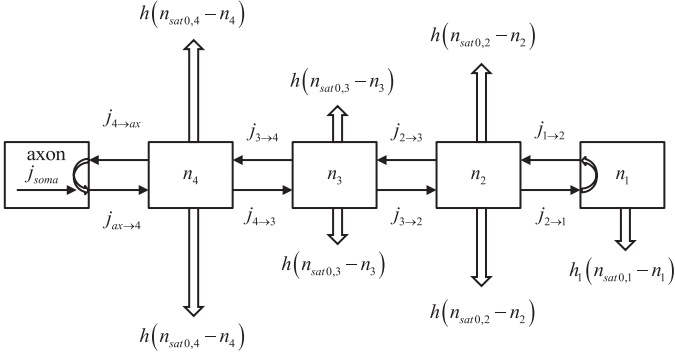 h(n_{sat0,4} − n_4)
h(n_{sat0,2} − n_2)
h(n_{sat0,3} − n_3)
j_{4→ax}
j_{3→4}
j_{2→3}
j_{1→2}
axon
j_{soma}
n_4
n_3
n_2
n_1
j_{ax→4}
j_{4→3}
j_{3→2}
j_{2→1}
h(n_{sat0,3} − n_3)
h_1(n_{sat0,1} − n_1)
h(n_{sat0,2} − n_2)
h(n_{sat0,4} − n_4)